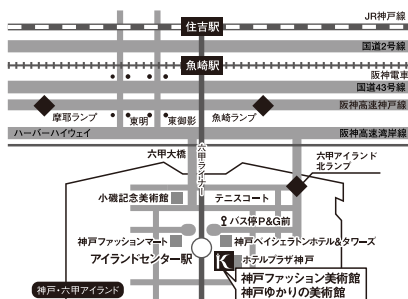 JR神戸線
住吉駅
国道2号線
魚崎駅
阪神電車
国道43号線
阪神高速神戸線
摩耶ランプ
東明
東御影
魚崎ランプ
ハーバーハイウェイ
阪神高速湾岸線
六甲ライナー
六甲大橋
六甲アイランド
北ランプ
小磯記念美術館
テニスコート
バス停P&G前
神戸ファッションマート
神戸ベイシェラトンホテル&タワーズ
アイランドセンター駅
K
ホテルプラザ神戸
神戸ファッション美術館
神戸ゆかりの美術館
神戸・六甲アイランド